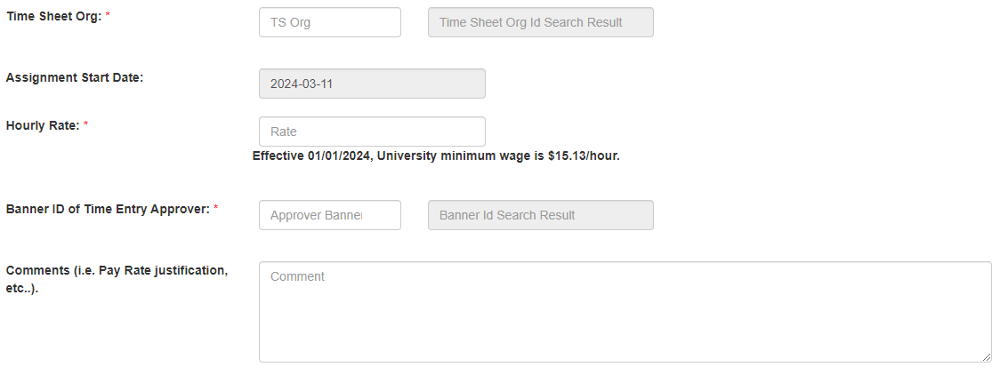 Time Sheet Org: * TS Org Time Sheet Org Id Search Result
Assignment Start Date: 2024-03-11
Hourly Rate: * Rate
Effective 01/01/2024, University minimum wage is $15.13/hour.
Banner ID of Time Entry Approver: * Approver Banner Banner Id Search Result
Comments (i.e. Pay Rate justification, Comment
etc..).